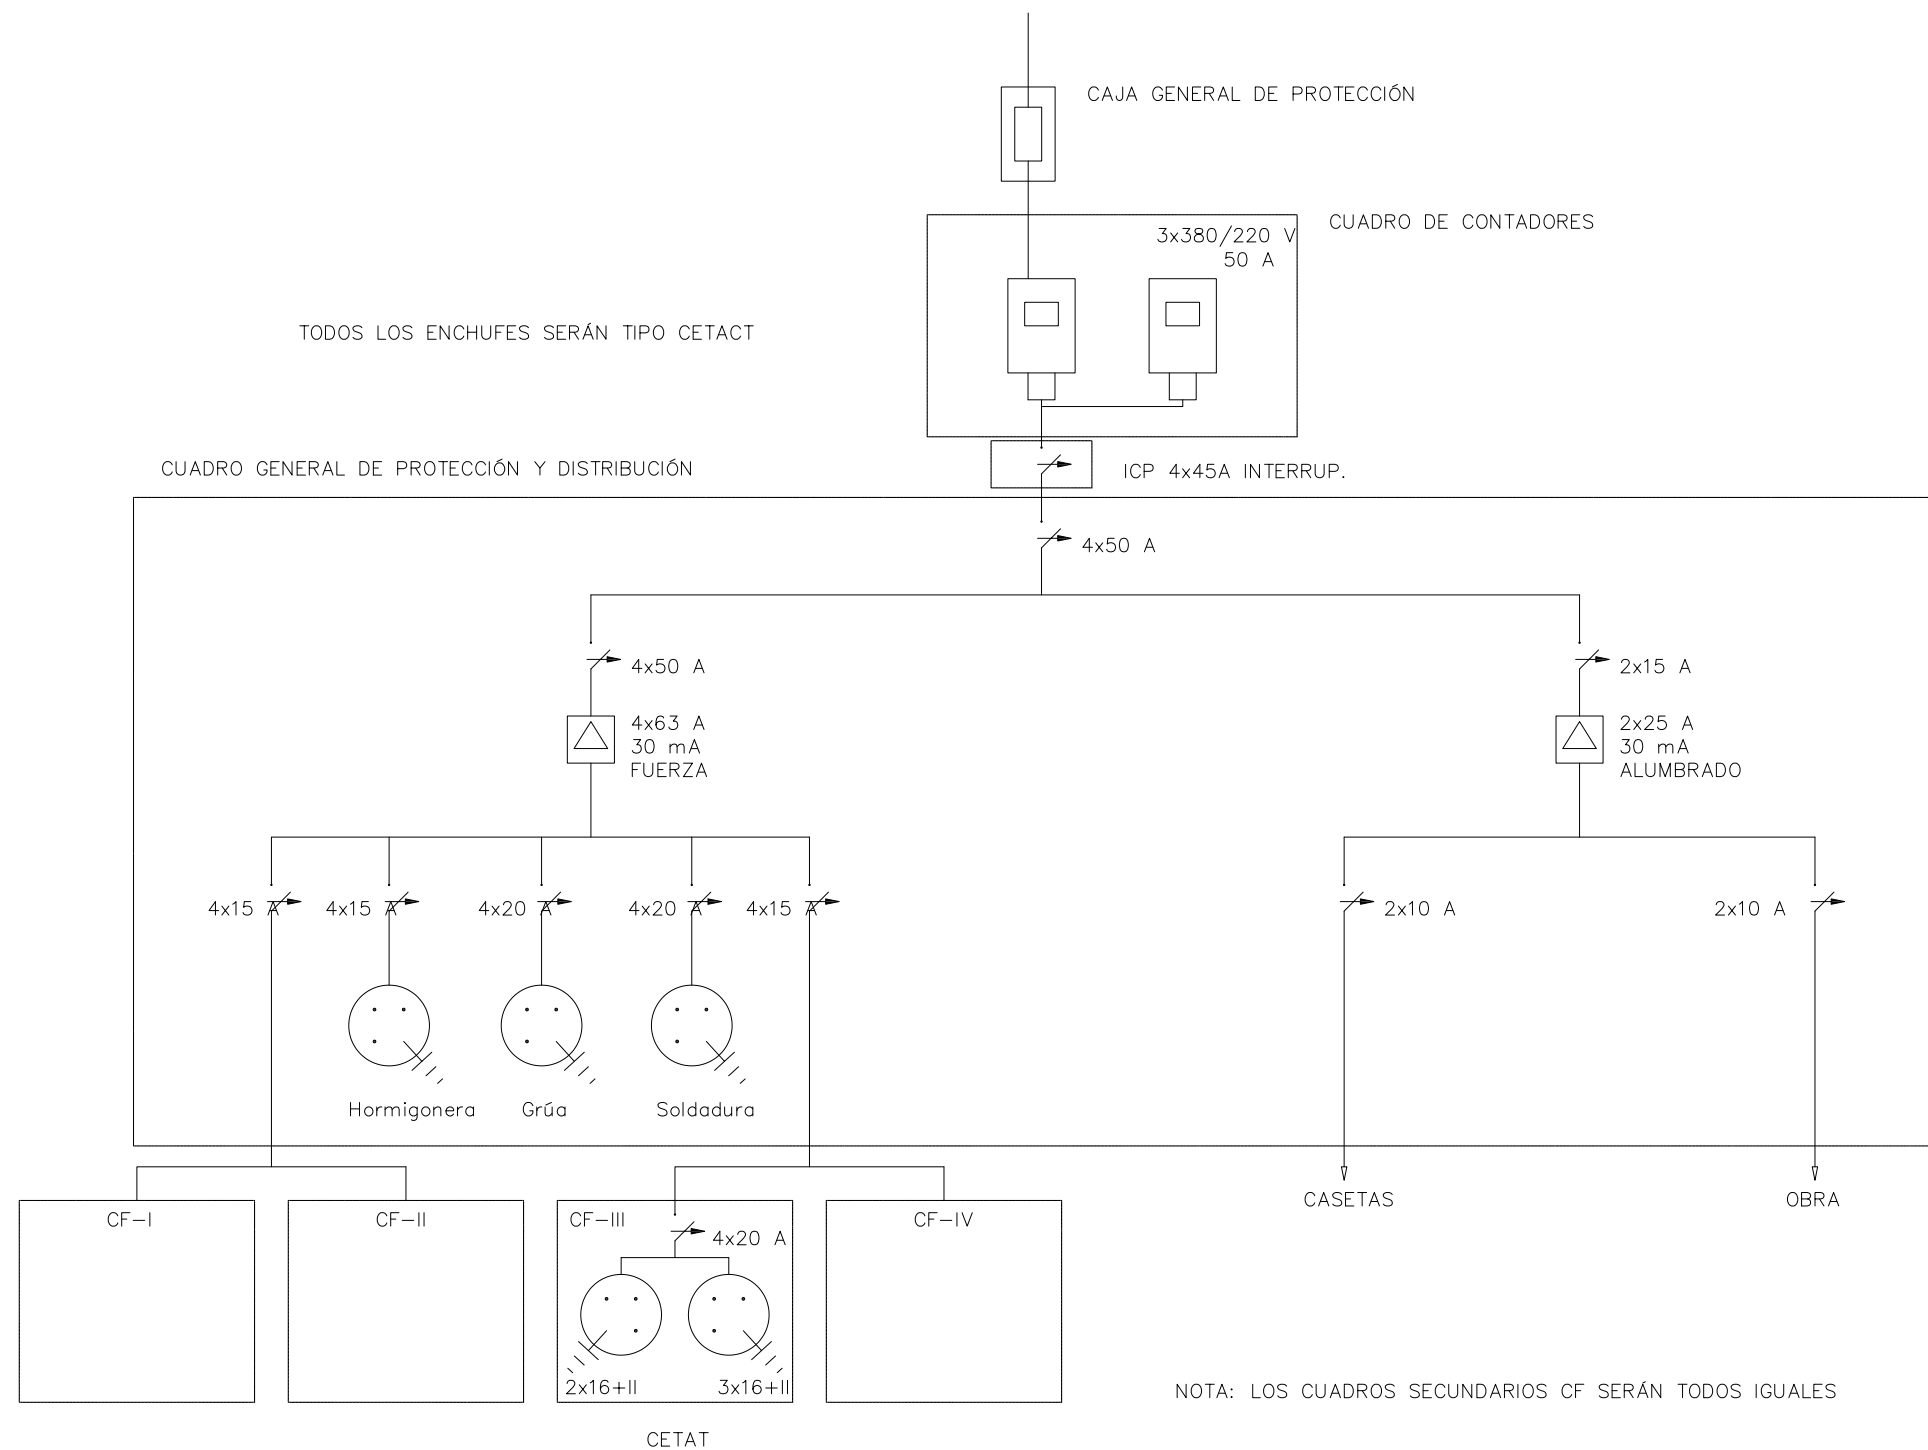 CAJA GENERAL DE PROTECCIÓN
CUADRO DE CONTADORES
3x380/220 V
50 A
TODOS LOS ENCHUFES SERÁN TIPO CETACT
CUADRO GENERAL DE PROTECCIÓN Y DISTRIBUCIÓN
ICP 4x45A INTERRUP.
4x50 A
4x50 A
2x15 A
4x63 A
30 mA
FUERZA
2x25 A
30 mA
ALUMBRADO
4x15 A
4x15 A
4x20 A
4x20 A
4x15 A
2x10 A
2x10 A
Hormigonera
Grúa
Soldadura
CASETAS
OBRA
CF-I
CF-II
CF-III
CF-IV
4x20 A
2x16+II
3x16+II
NOTA: LOS CUADROS SECUNDARIOS CF SERÁN TODOS IGUALES
CETAT